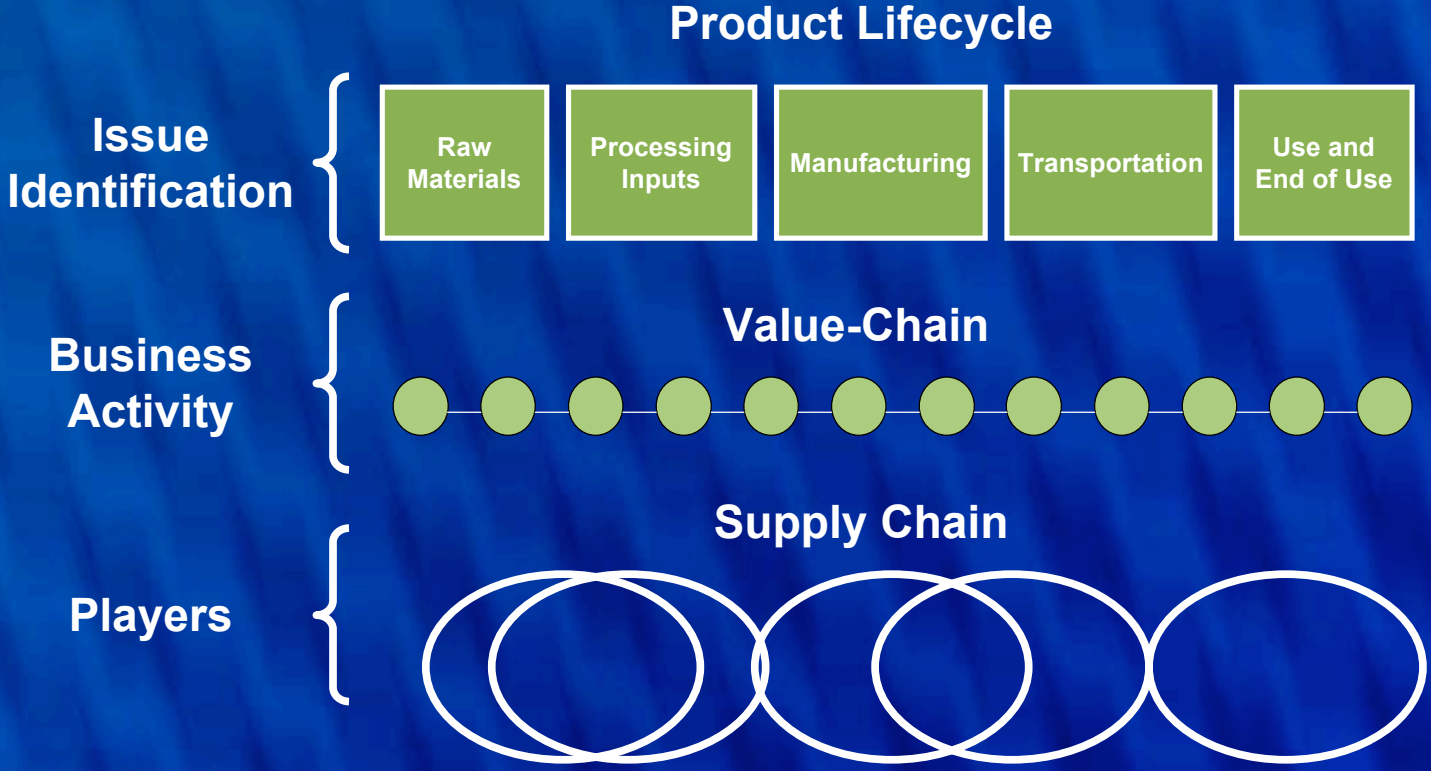 Product Lifecycle
Issue
Identification
Raw
Materials
Processing
Inputs
Manufacturing
Transportation
Use and
End of Use
Value-Chain
Business
Activity
Supply Chain
Players